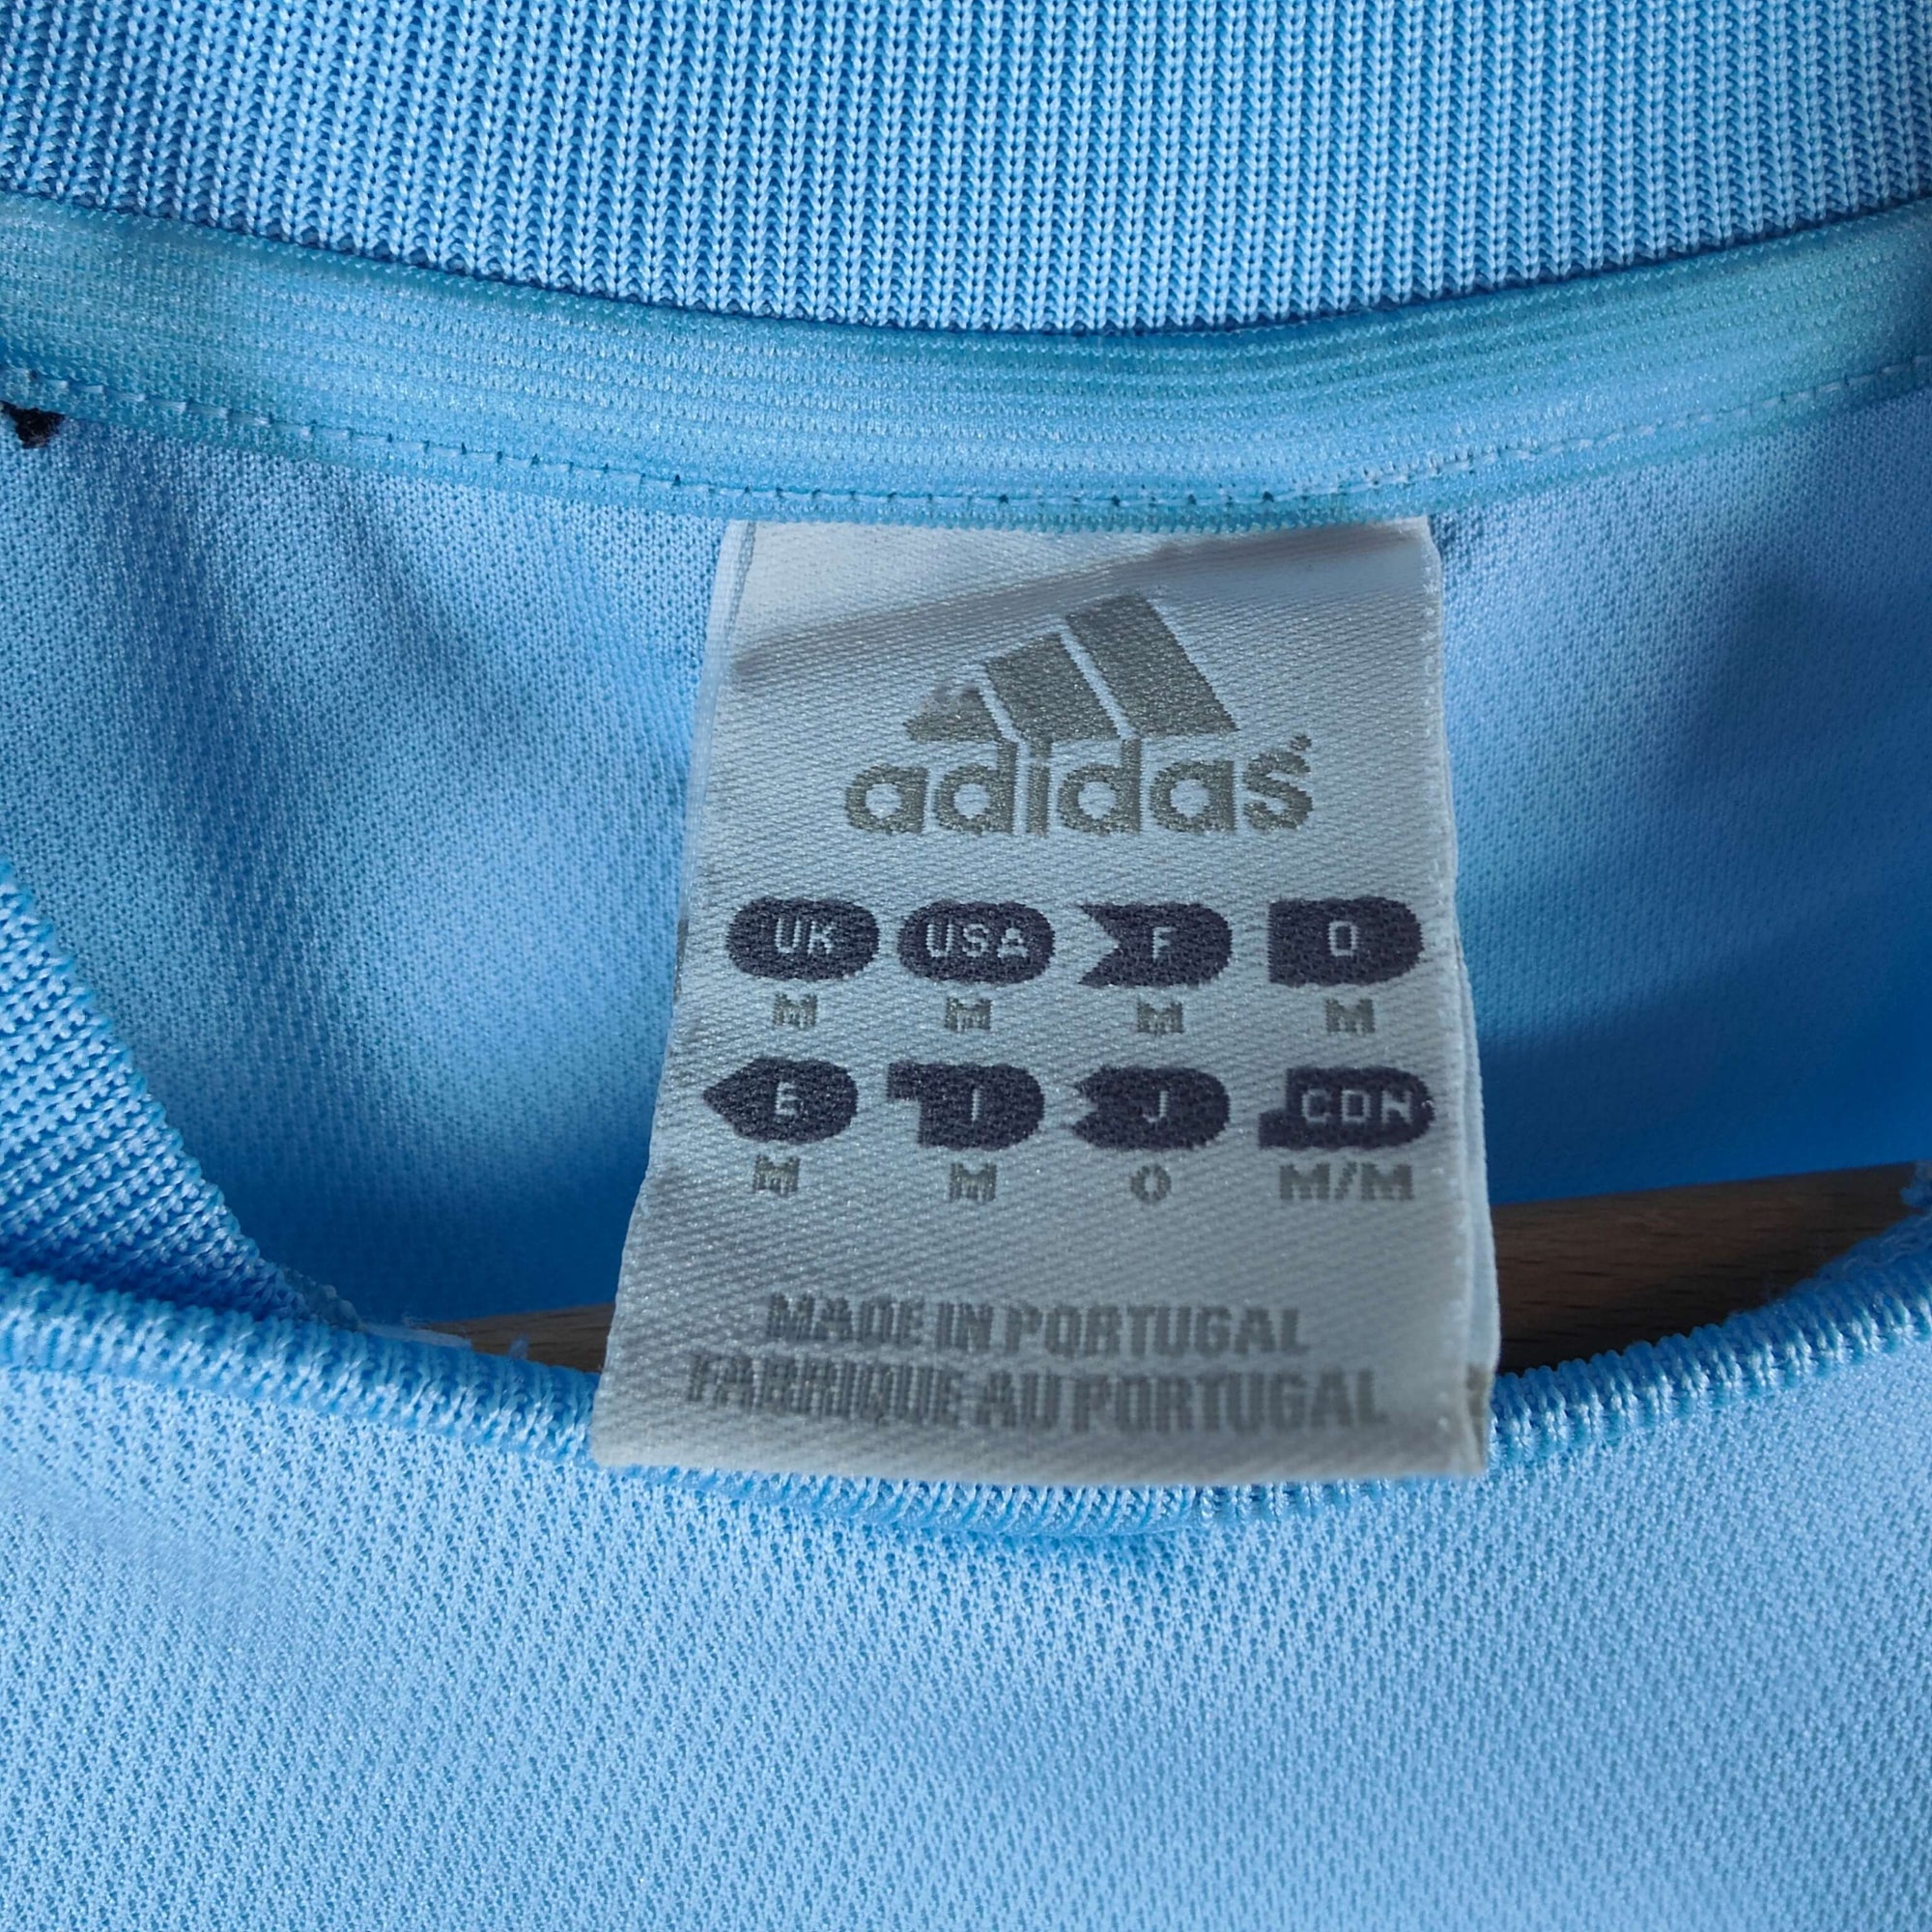 adidas
UK USA F D
M M M M
E I J CDN
M M O M/M
MADE IN PORTUGAL
FABRIQUE AU PORTUGAL